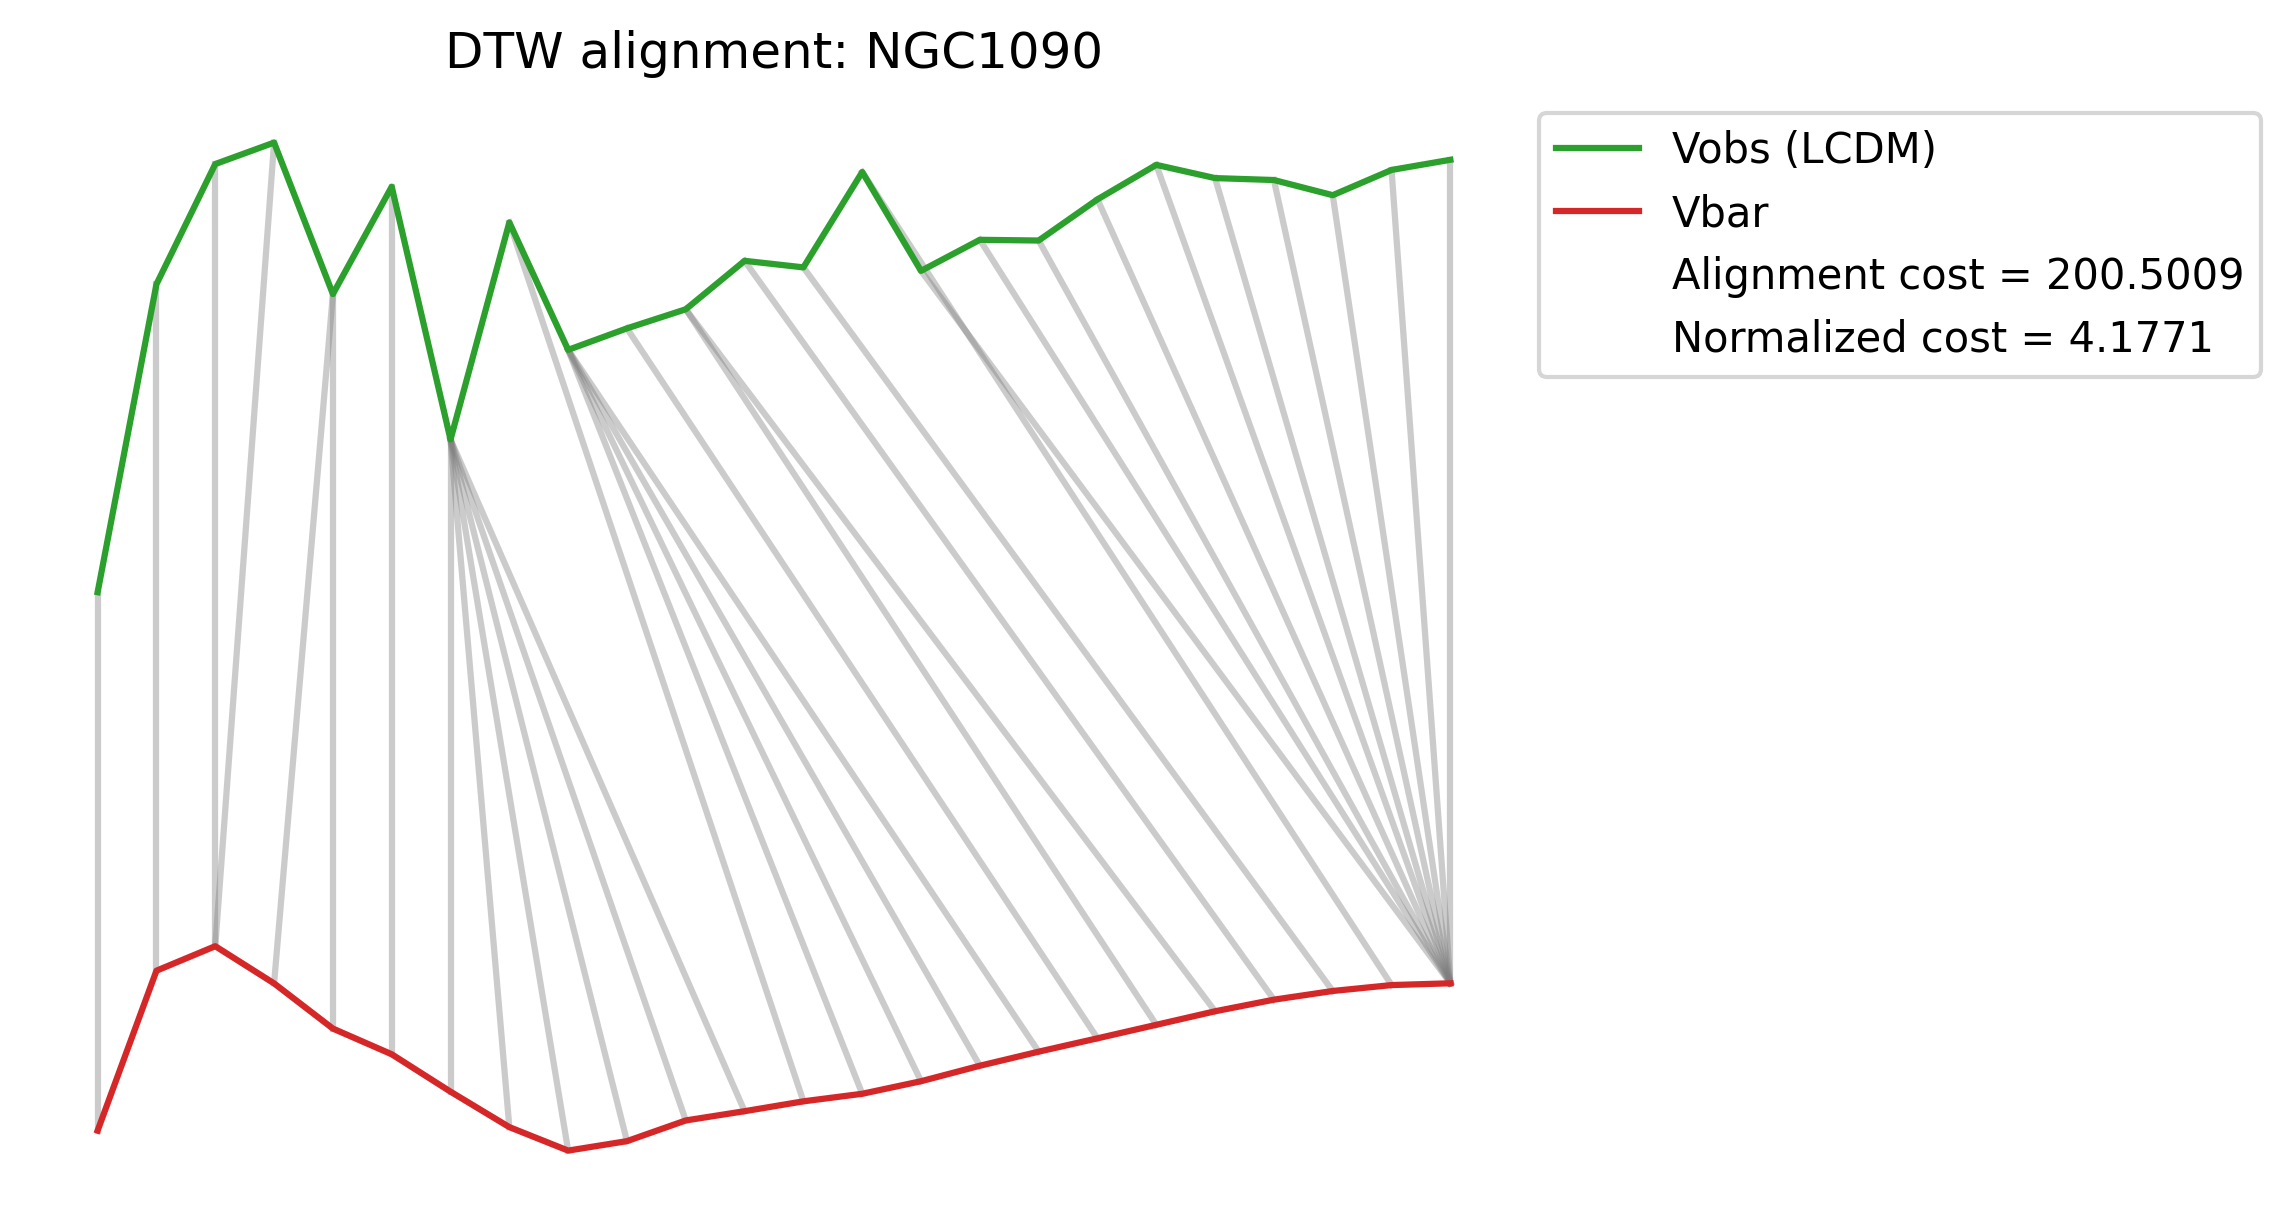 DTW alignment: NGC1090
Vobs (LCDM)
Vbar
Alignment cost = 200.5009
Normalized cost = 4.1771